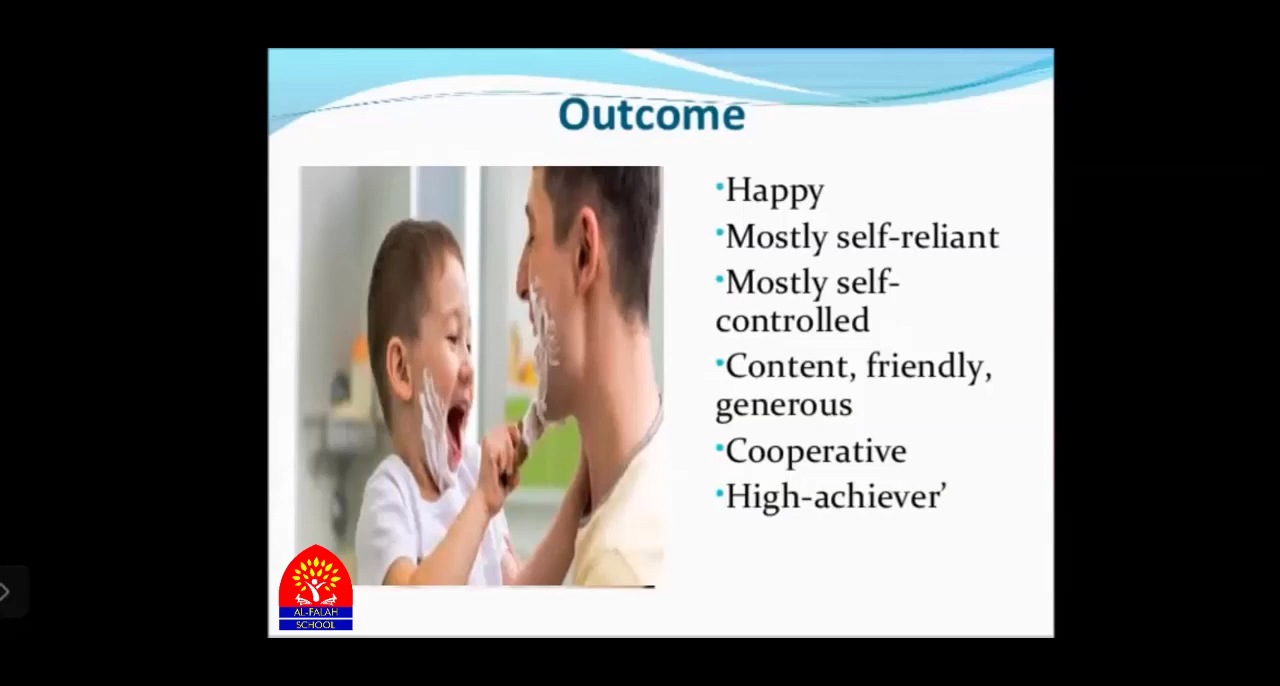 Outcome
•Happy
•Mostly self-reliant
•Mostly self-
controlled
•Content, friendly,
generous
•Cooperative
•High-achiever’
AL-FALAH
SCHOOL